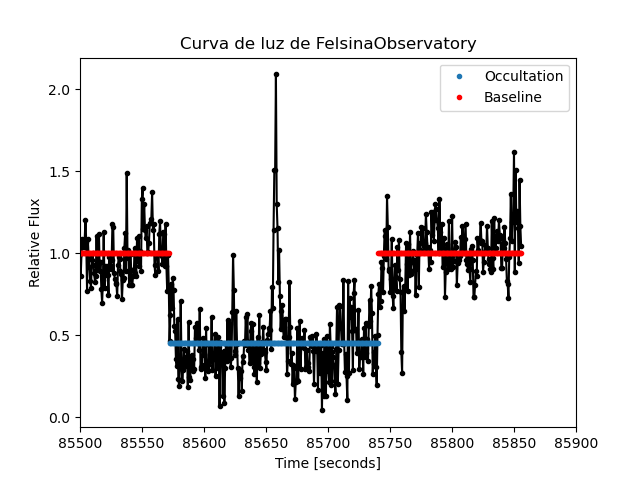 Curva de luz de FelsinaObservatory
Occultation
Baseline
2.0
1.5
1.0
0.5
0.0
Relative Flux
85500 85550 85600 85650 85700 85750 85800 85850 85900
Time [seconds]